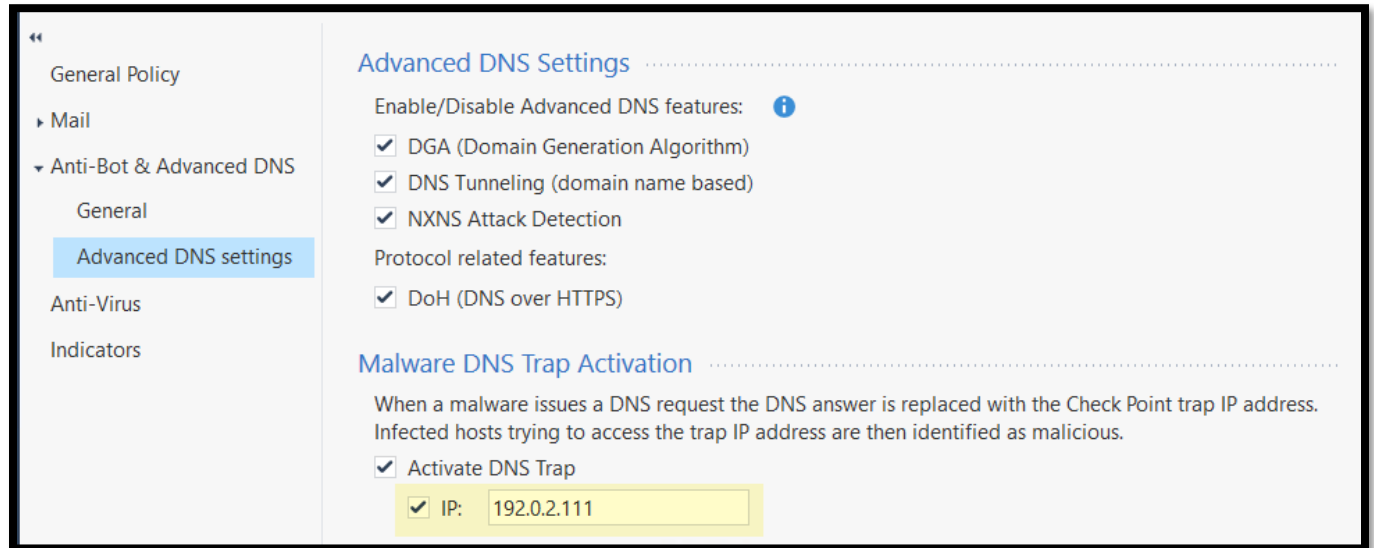 General Policy
Mail
Anti-Bot & Advanced DNS
General
Advanced DNS settings
Anti-Virus
Indicators
Advanced DNS Settings
Enable/Disable Advanced DNS features:
DGA (Domain Generation Algorithm)
DNS Tunneling (domain name based)
NXNS Attack Detection
Protocol related features:
DoH (DNS over HTTPS)
Malware DNS Trap Activation
When a malware issues a DNS request the DNS answer is replaced with the Check Point trap IP address.
Infected hosts trying to access the trap IP address are then identified as malicious.
Activate DNS Trap
IP: 192.0.2.111